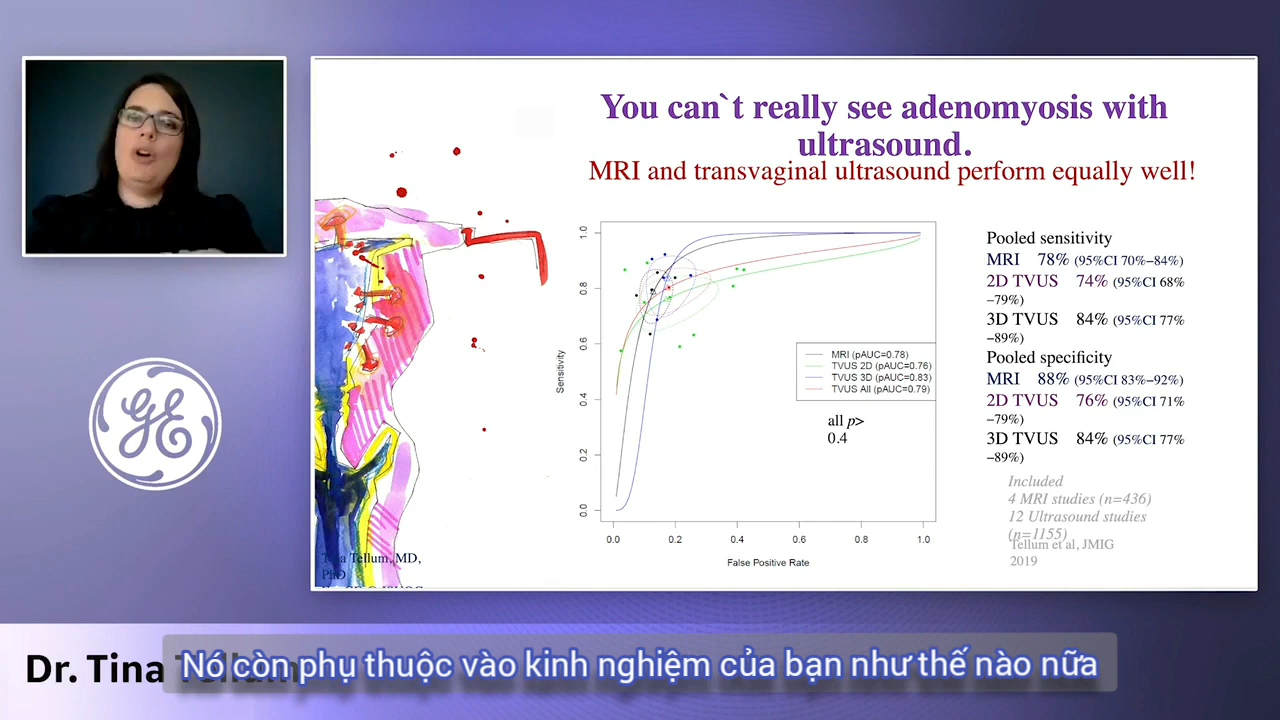 You can`t really see adenomyosis with
ultrasound.
MRI and transvaginal ultrasound perform equally well!
Sensitivity
1.0
0.8
0.6
0.4
0.2
0.0
0.0 0.2 0.4 0.6 0.8 1.0
False Positive Rate
MRI (pAUC=0.78)
TVUS 2D (pAUC=0.76)
TVUS 3D (pAUC=0.83)
TVUS All (pAUC=0.79)
all p>
0.4
Pooled sensitivity
MRI 78% (95%CI 70%–84%)
2D TVUS 74% (95%CI 68%
–79%)
3D TVUS 84% (95%CI 77%
–89%)
Pooled specificity
MRI 88% (95%CI 83%–92%)
2D TVUS 76% (95%CI 71%
–79%)
3D TVUS 84% (95%CI 77%
–89%)
Included
4 MRI studies (n=436)
12 Ultrasound studies
(n=1155)
Tellum et al, JMIG
2019
Tina Tellum, MD,
PhD
GE
Dr. Tina Tellum
Nó còn phụ thuộc vào kinh nghiệm của bạn như thế nào nữa